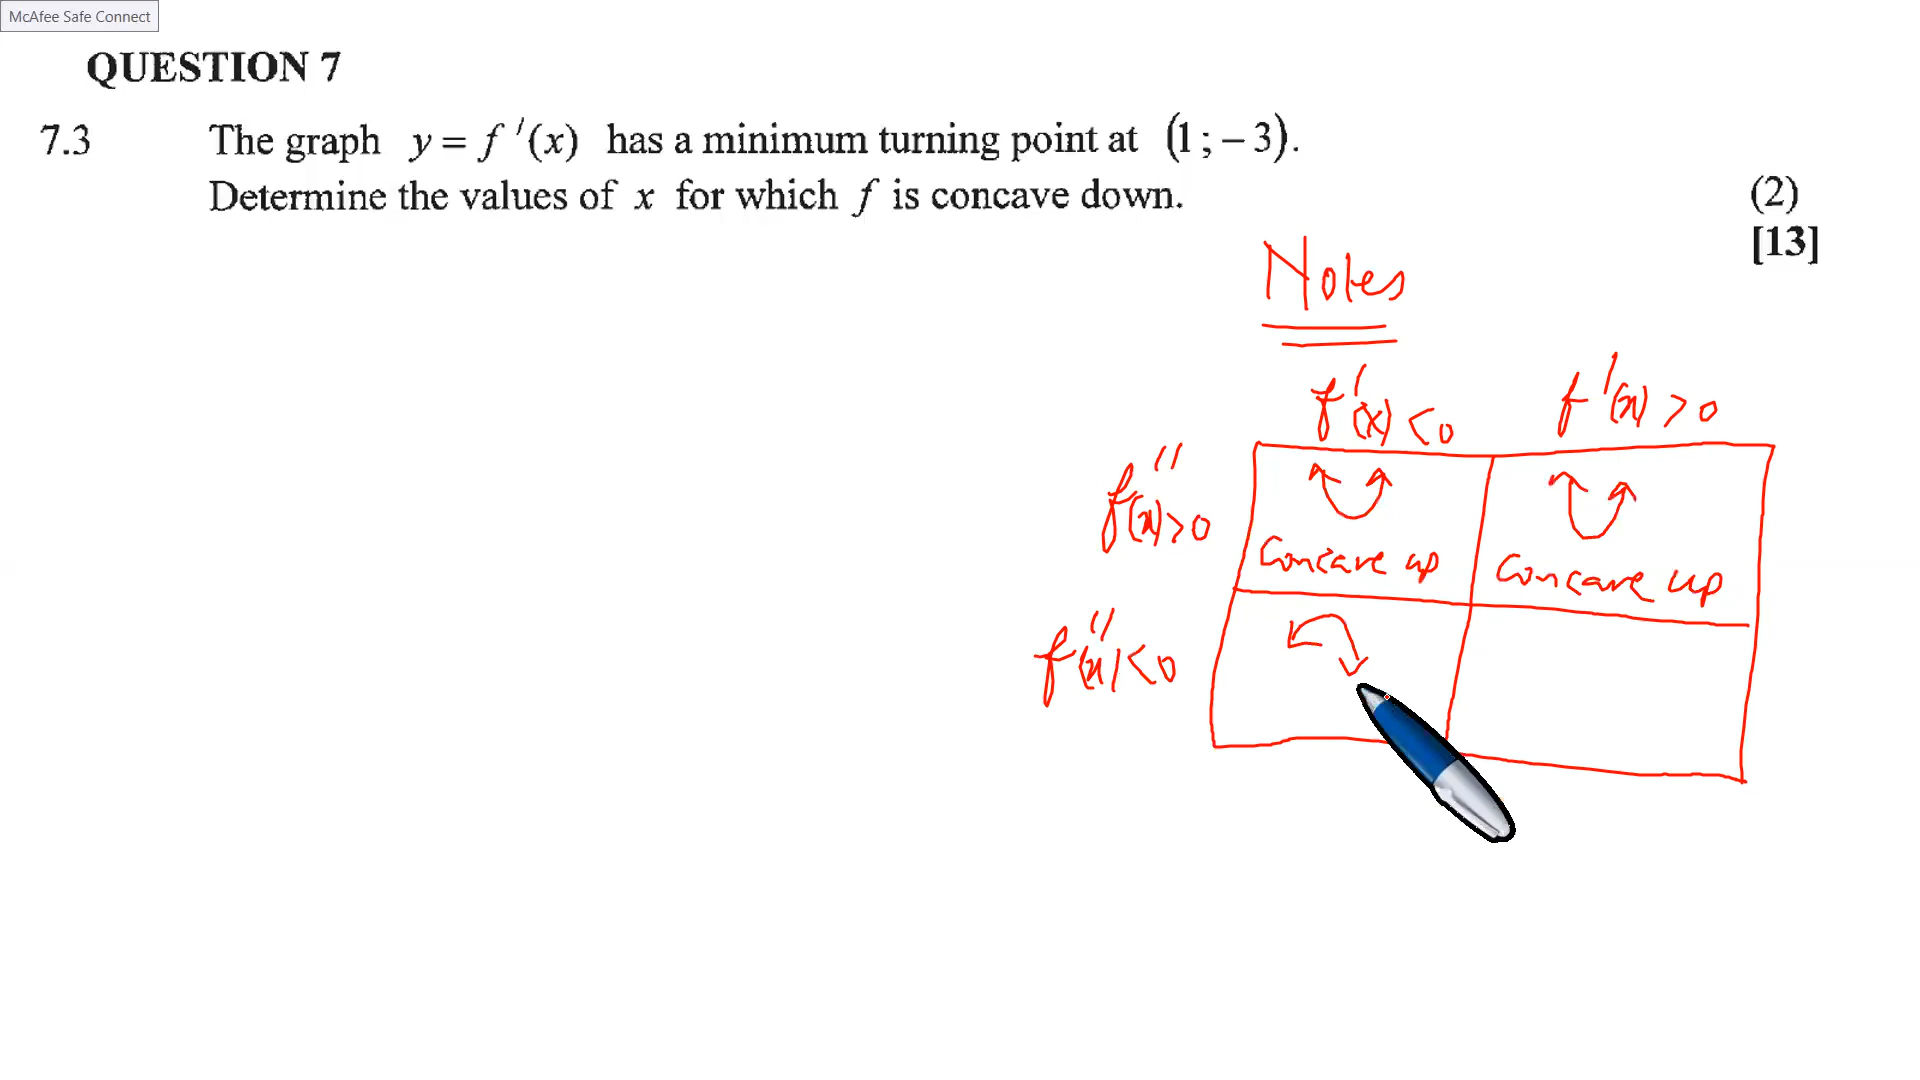 McAfee Safe Connect
QUESTION 7
7.3 The graph y = f '(x) has a minimum turning point at (1 ; – 3).
Determine the values of x for which f is concave down. (2)
[13]
Notes
f'(x) < 0 f'(x) > 0
f''(x) > 0
Concave up Concave up
f''(x) < 0